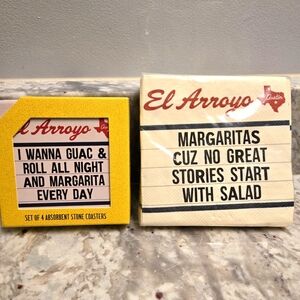 El Arroyo
I WANNA GUAC &
ROLL ALL NIGHT
AND MARGARITA
EVERY DAY
SET OF 4 ABSORBENT STONE COASTERS
El Arroyo
Austin
MARGARITAS
CUZ NO GREAT
STORIES START
WITH SALAD